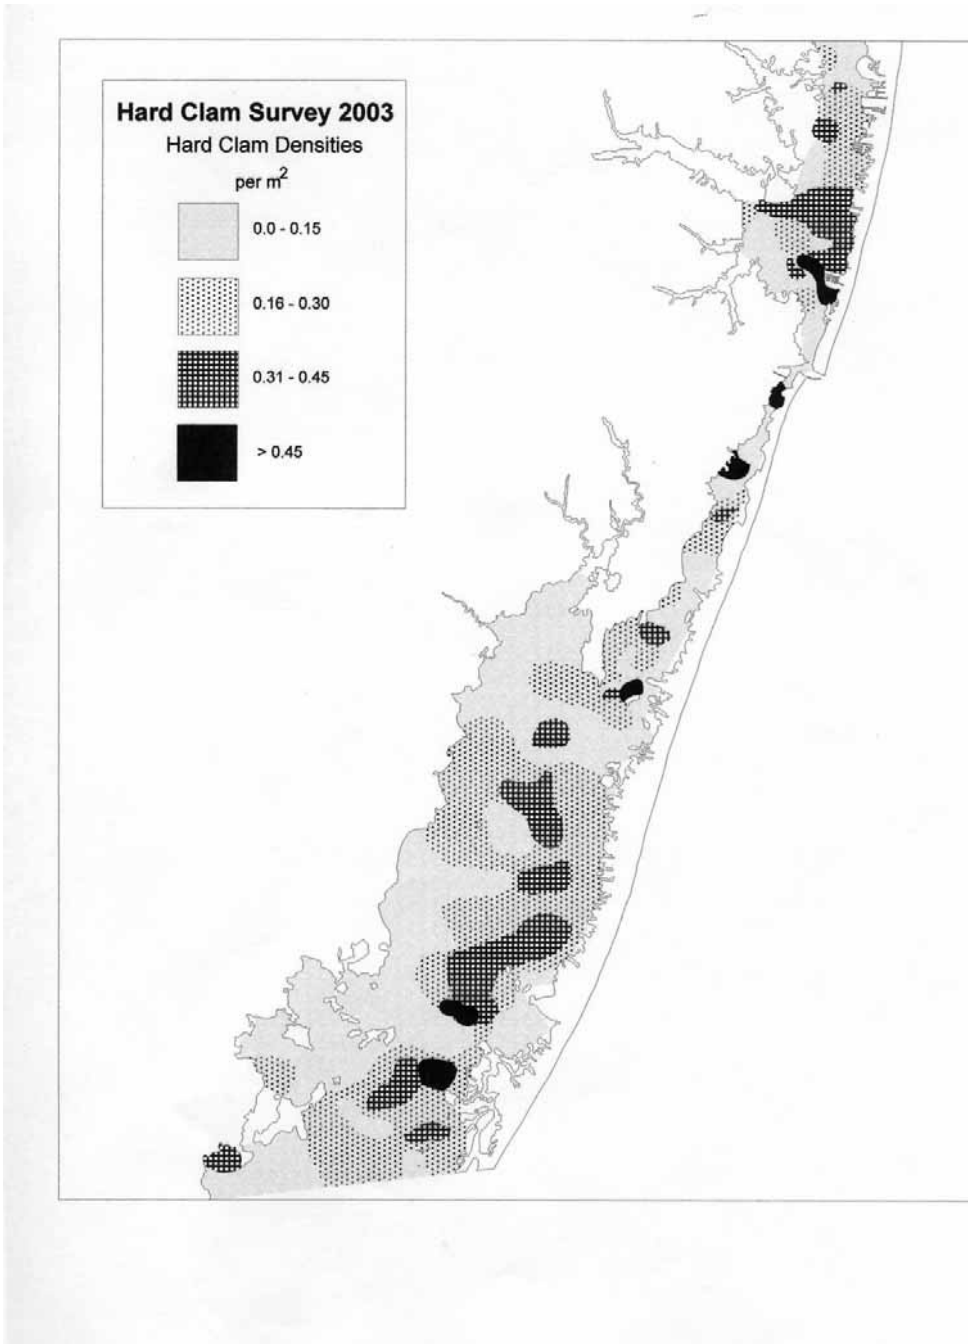 Hard Clam Survey 2003
Hard Clam Densities
per m²
0.0 - 0.15
0.16 - 0.30
0.31 - 0.45
> 0.45